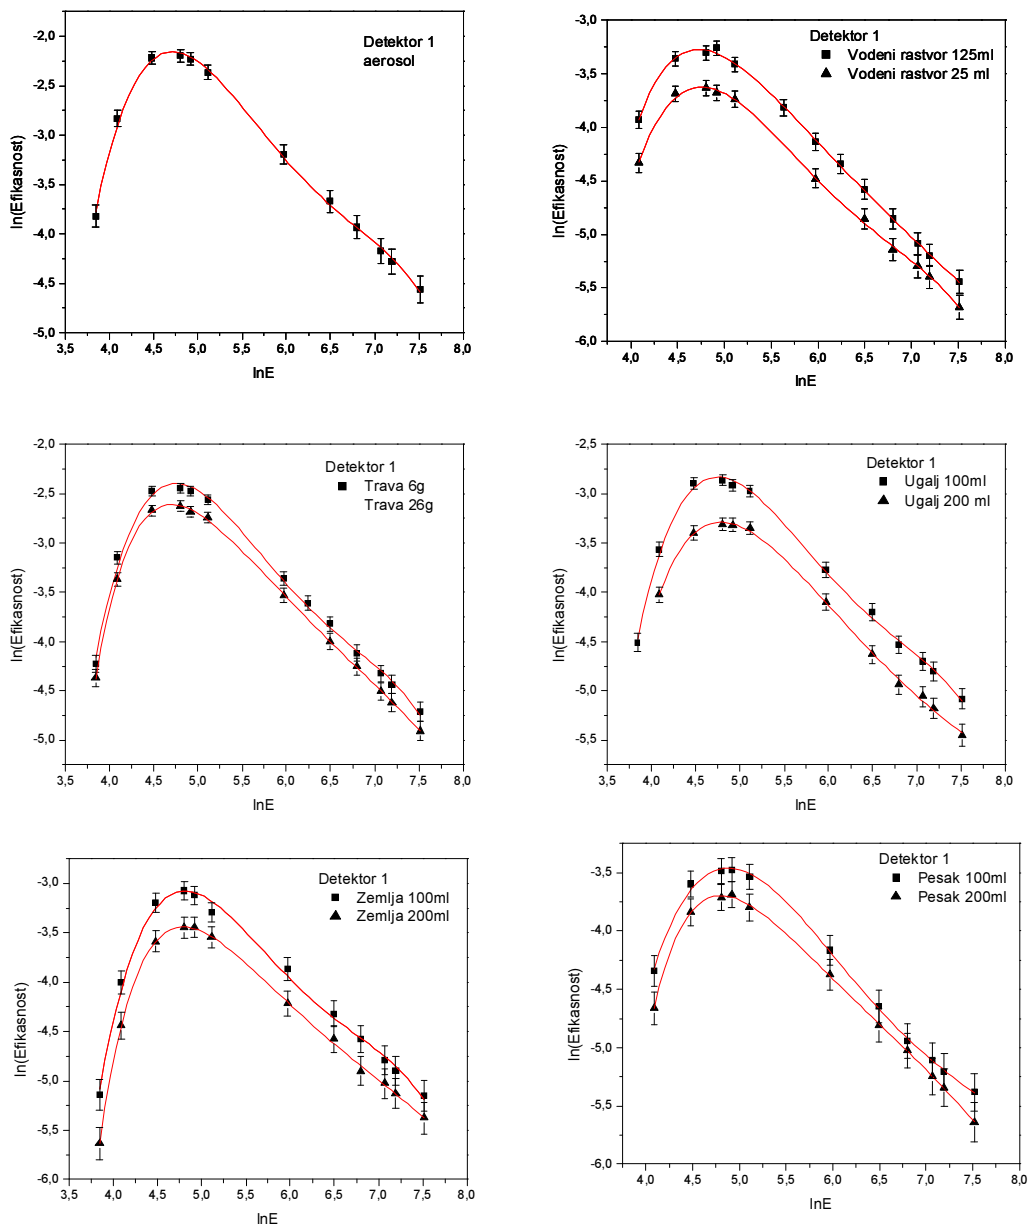 Detektor 1
aerosol
ln(Efikasnost)
-2,0
-2,5
-3,0
-3,5
-4,0
-4,5
-5,0
3,5 4,0 4,5 5,0 5,5 6,0 6,5 7,0 7,5 8,0
lnE
Detektor 1
Vodeni rastvor 125ml
Vodeni rastvor 25 ml
ln(Efikasnost)
-3,0
-3,5
-4,0
-4,5
-5,0
-5,5
-6,0
4,0 4,5 5,0 5,5 6,0 6,5 7,0 7,5 8,0
lnE
Detektor 1
Trava 6g
Trava 26g
ln(Efikasnost)
-2,0
-2,5
-3,0
-3,5
-4,0
-4,5
-5,0
3,5 4,0 4,5 5,0 5,5 6,0 6,5 7,0 7,5 8,0
lnE
Detektor 1
Ugalj 100ml
Ugalj 200 ml
ln(Efikasnost)
-2,5
-3,0
-3,5
-4,0
-4,5
-5,0
-5,5
3,5 4,0 4,5 5,0 5,5 6,0 6,5 7,0 7,5 8,0
lnE
Detektor 1
Zemlja 100ml
Zemlja 200ml
ln(Efikasnost)
-3,0
-3,5
-4,0
-4,5
-5,0
-5,5
-6,0
3,5 4,0 4,5 5,0 5,5 6,0 6,5 7,0 7,5 8,0
lnE
Detektor 1
Pesak 100ml
Pesak 200ml
ln(Efikasnost)
-3,5
-4,0
-4,5
-5,0
-5,5
-6,0
4,0 4,5 5,0 5,5 6,0 6,5 7,0 7,5 8,0
lnE